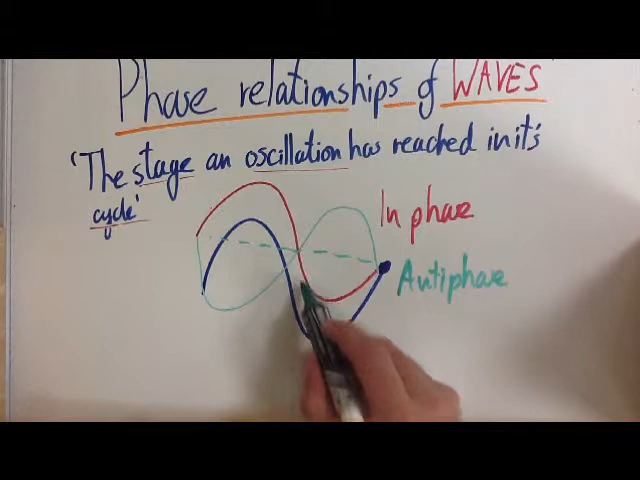 Phase relationships of WAVES
'The stage an oscillation has reached in it's
cycle'
In phase
Antiphase